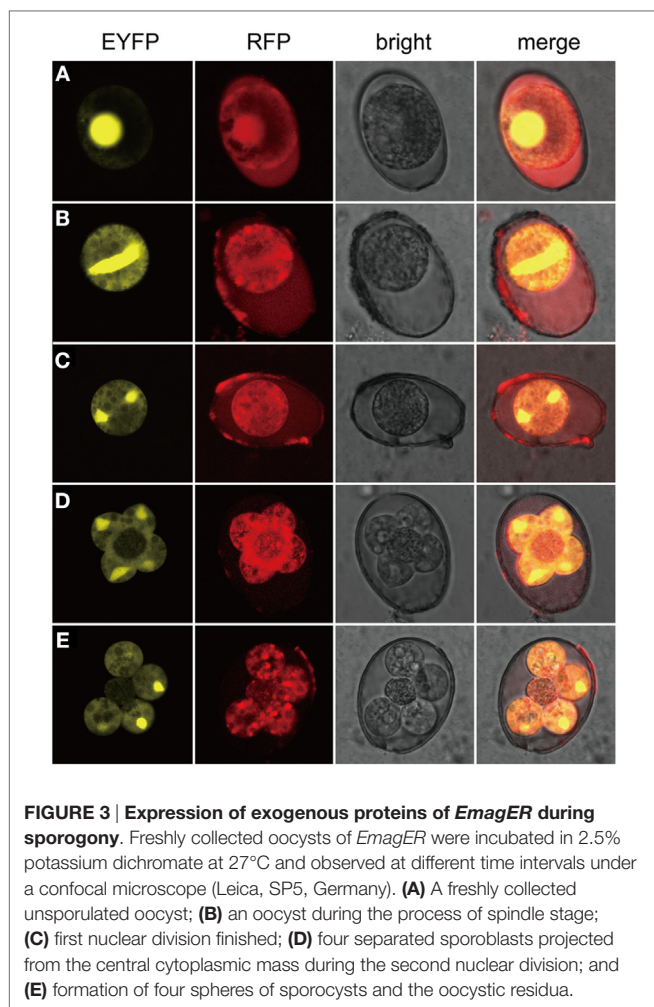 EYFP RFP bright merge
A
B
C
D
E
FIGURE 3 | Expression of exogenous proteins of EmagER during
sporogony. Freshly collected oocysts of EmagER were incubated in 2.5%
potassium dichromate at 27°C and observed at different time intervals under
a confocal microscope (Leica, SP5, Germany). (A) A freshly collected
unsporulated oocyst; (B) an oocyst during the process of spindle stage;
(C) first nuclear division finished; (D) four separated sporoblasts projected
from the central cytoplasmic mass during the second nuclear division; and
(E) formation of four spheres of sporocysts and the oocystic residua.